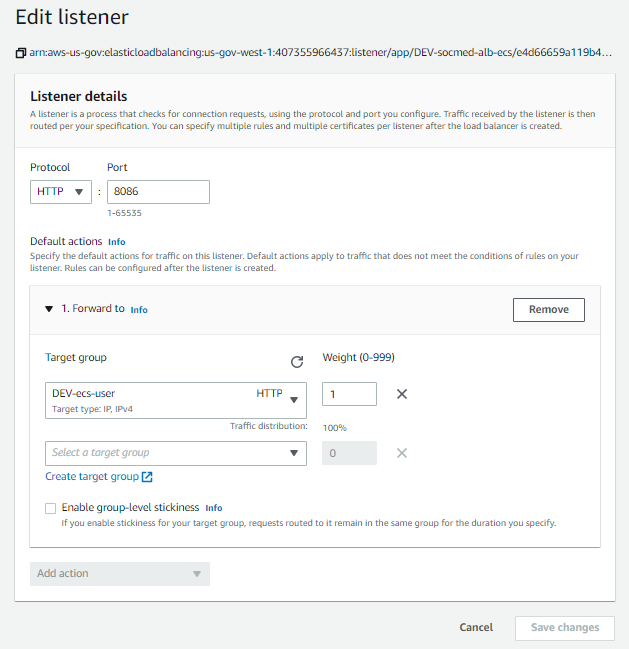 Edit listener
arn:aws-us-gov:elasticloadbalancing:us-gov-west-1:407355966437:listener/app/DEV-socmed-alb-ecs/e4d66659a119b4...
Listener details
A listener is a process that checks for connection requests, using the protocol and port you configure. Traffic received by the listener is then
routed per your specification. You can specify multiple rules and multiple certificates per listener after the load balancer is created.
Protocol Port
HTTP : 8086
1-65535
Default actions Info
Specify the default actions for traffic on this listener. Default actions apply to traffic that does not meet the conditions of rules on your
listener. Rules can be configured after the listener is created.
1. Forward to Info Remove
Target group Weight (0-999)
DEV-ecs-user HTTP 1
Target type: IP, IPv4
Traffic distribution: 100%
Select a target group 0
Create target group
Enable group-level stickiness Info
If you enable stickiness for your target group, requests routed to it remain in the same group for the duration you specify.
Add action
Cancel Save changes